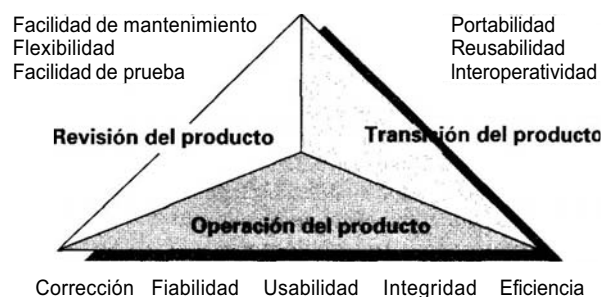 Facilidad de mantenimiento
Flexibilidad
Facilidad de prueba
Portabilidad
Reusabilidad
Interoperatividad
Revisión del producto
Transición del producto
Operación del producto
Corrección Fiabilidad Usabilidad Integridad Eficiencia